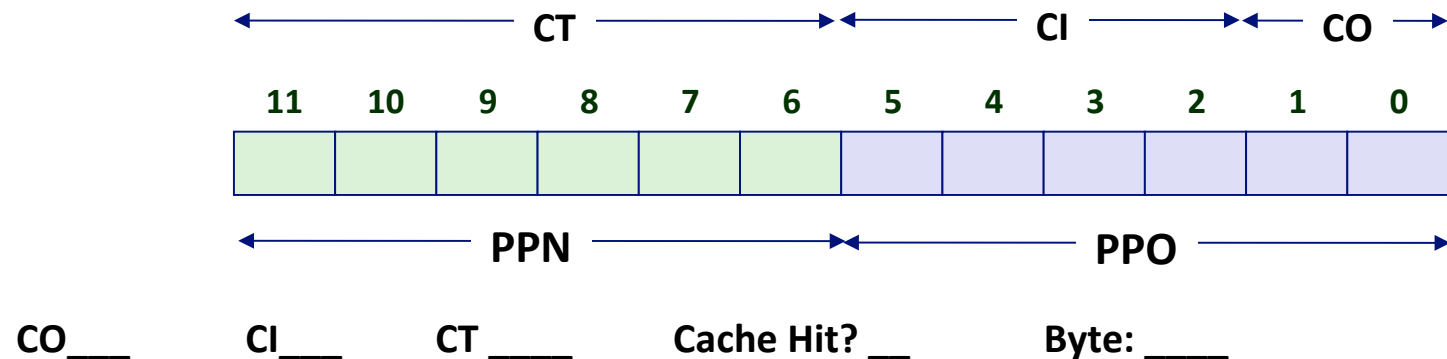 CT CI CO
11 10 9 8 7 6 5 4 3 2 1 0
PPN PPO
CO___ CI___ CT ____ Cache Hit? __ Byte: ____